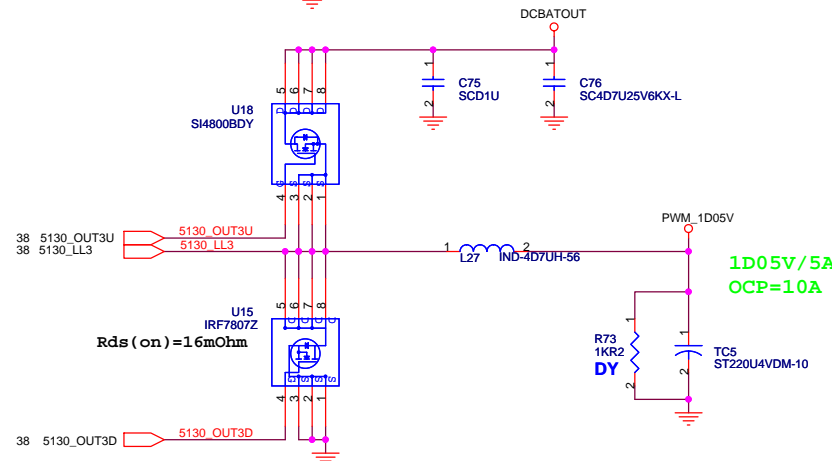 DCBATOUT
1
2
C75
SCD1U
1
2
C76
SC4D7U25V6KX-L
5
6
7
8
D
D
D
D
U18
SI4800BDY
G
S
S
S
4
3
2
1
38 5130_OUT3U
5130_OUT3U
38 5130_LL3
5130_LL3
1
2
L27
IND-4D7UH-56
PWM_1D05V
1D05V/5A
OCP=10A
5
6
7
8
U15
IRF7807Z
Rds(on)=16mOhm
G
S
S
S
4
3
2
1
R73
1KR2
DY
1
2
1
2
TC5
ST220U4VDM-10
38 5130_OUT3D
5130_OUT3D